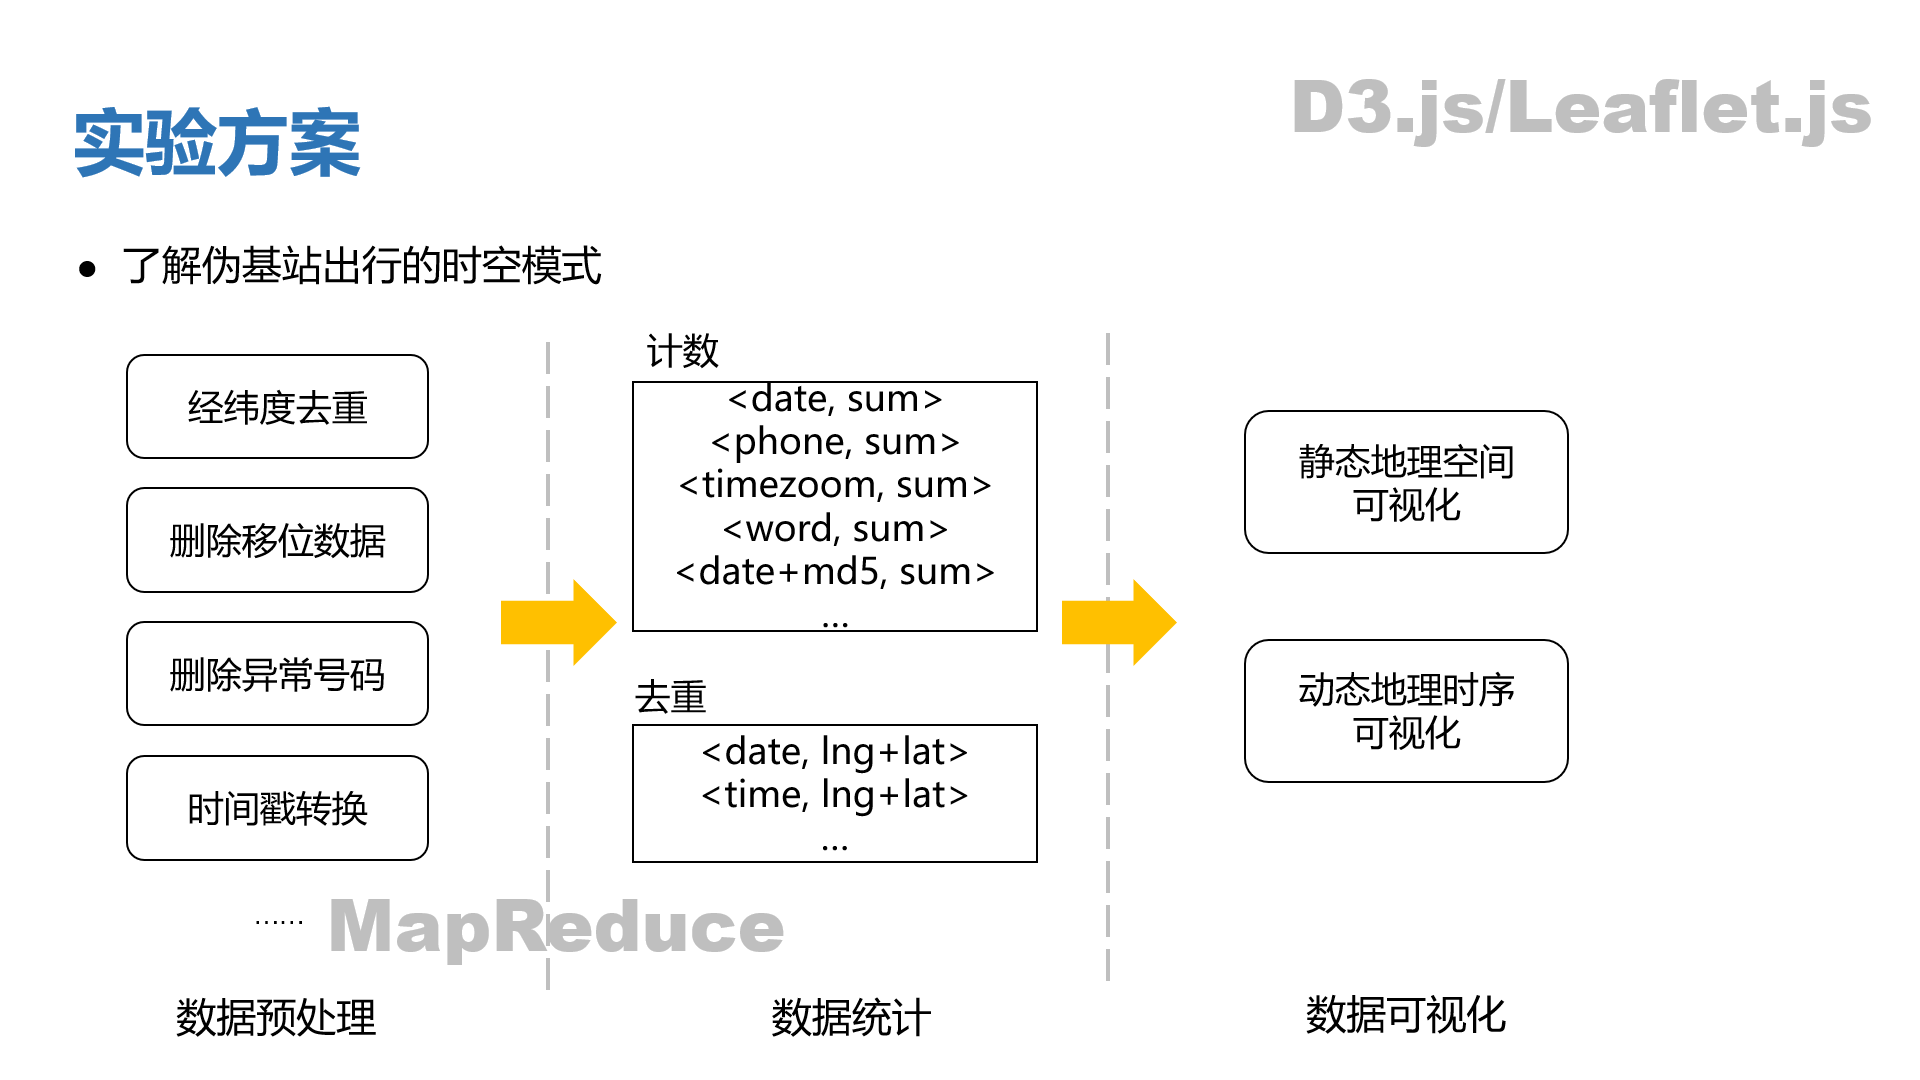 D3.js/Leaflet.js
实验方案
● 了解伪基站出行的时空模式
经纬度去重
删除移位数据
删除异常号码
时间戳转换
……
MapReduce
数据预处理
计数
<date, sum>
<phone, sum>
<timezoom, sum>
<word, sum>
<date+md5, sum>
...
去重
<date, lng+lat>
<time, lng+lat>
...
数据统计
静态地理空间
可视化
动态地理时序
可视化
数据可视化